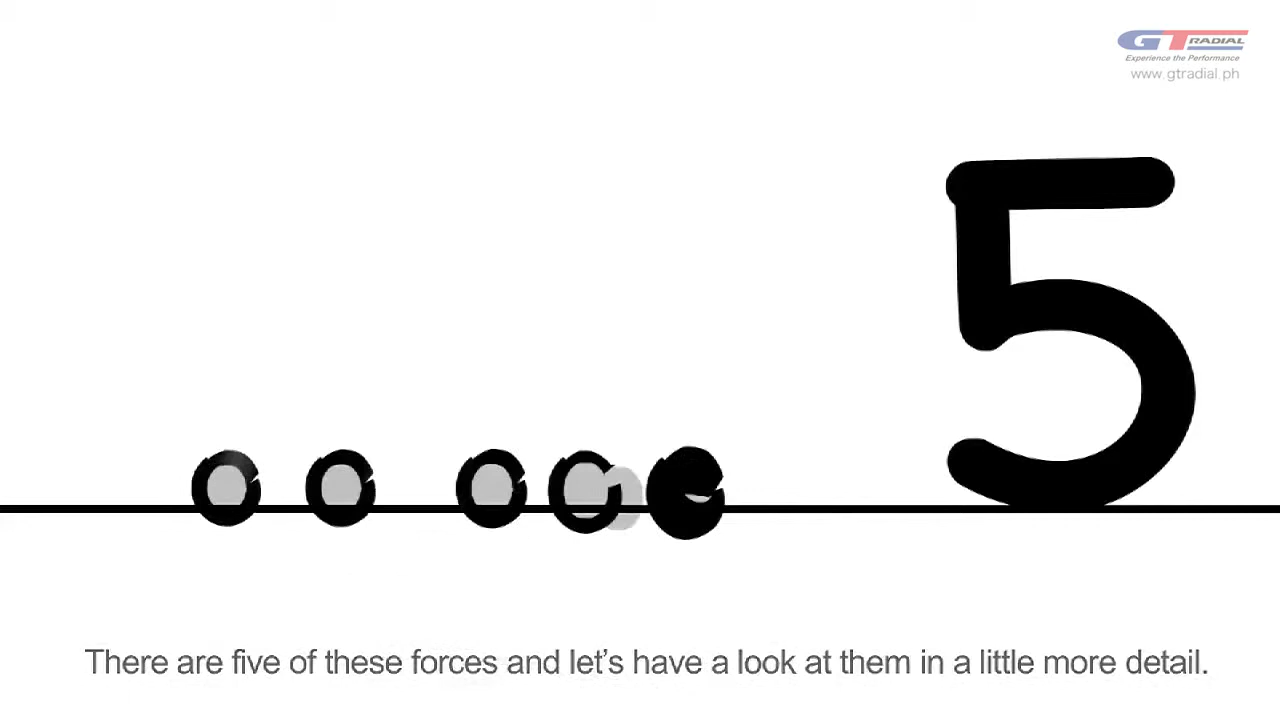 GT RADIAL
Experience the Performance
www.gtradial.ph
5
There are five of these forces and let's have a look at them in a little more detail.